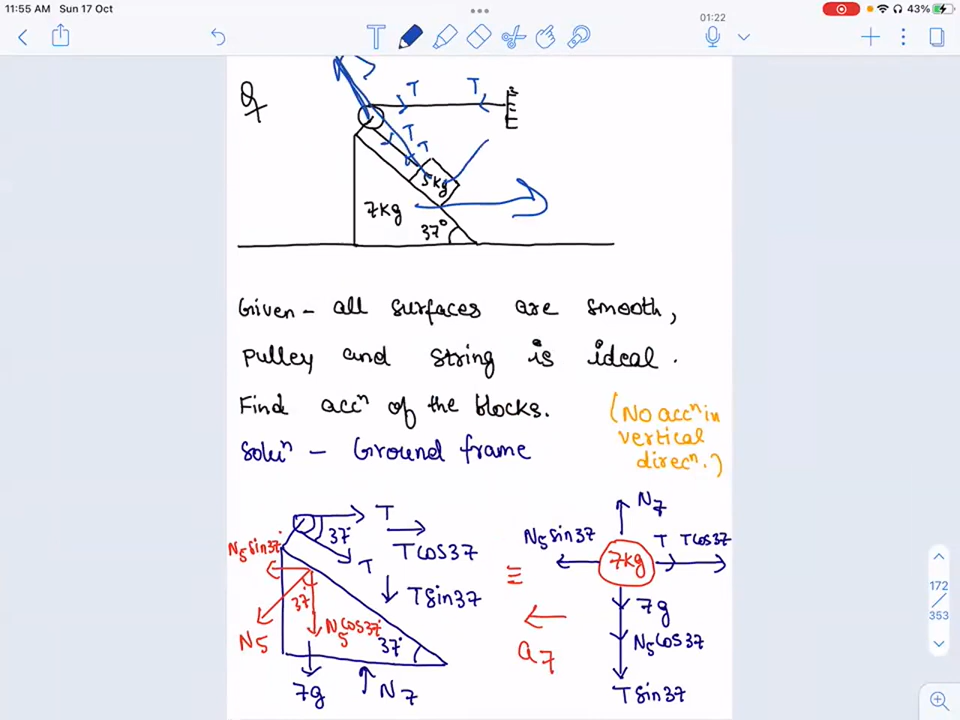 11:55 AM Sun 17 Oct
43%
01:22
Q
T
T
T
T
5kg
7kg
37°
Given - all surfaces are smooth,
pulley and string is ideal.
Find accⁿ of the blocks.
(No accⁿ in
vertical
direcⁿ.)
Soluⁿ - Ground frame
T
37°
N5sin37°
Tcos37
T
Tsin37
37°
N5
N5cos37°
37°
7g
N7
≡
N7
N5sin37
7kg
T Tcos37
a7
7g
N5cos37
Tsin37
172
353